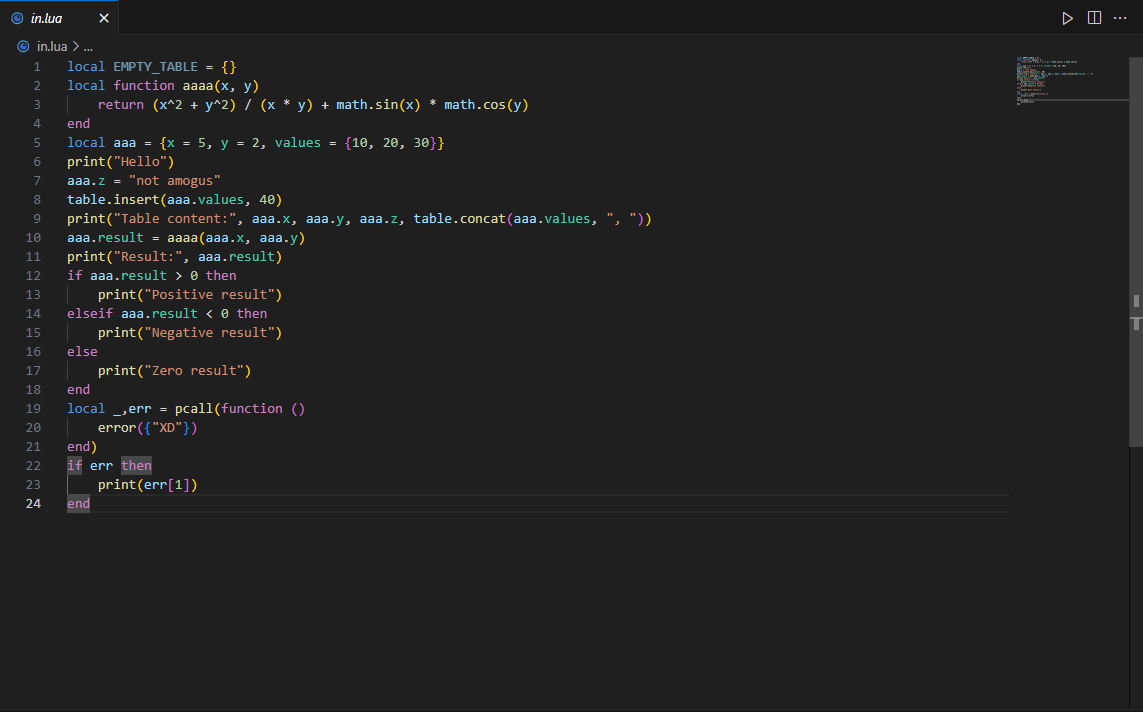 in.lua
in.lua > ...
1 local EMPTY_TABLE = {}
2 local function aaaa(x, y)
3     return (x^2 + y^2) / (x * y) + math.sin(x) * math.cos(y)
4 end
5 local aaa = {x = 5, y = 2, values = {10, 20, 30}}
6 print("Hello")
7 aaa.z = "not amogus"
8 table.insert(aaa.values, 40)
9 print("Table content:", aaa.x, aaa.y, aaa.z, table.concat(aaa.values, ", "))
10 aaa.result = aaaa(aaa.x, aaa.y)
11 print("Result:", aaa.result)
12 if aaa.result > 0 then
13     print("Positive result")
14 elseif aaa.result < 0 then
15     print("Negative result")
16 else
17     print("Zero result")
18 end
19 local _,err = pcall(function ()
20     error({"XD"})
21 end)
22 if err then
23     print(err[1])
24 end